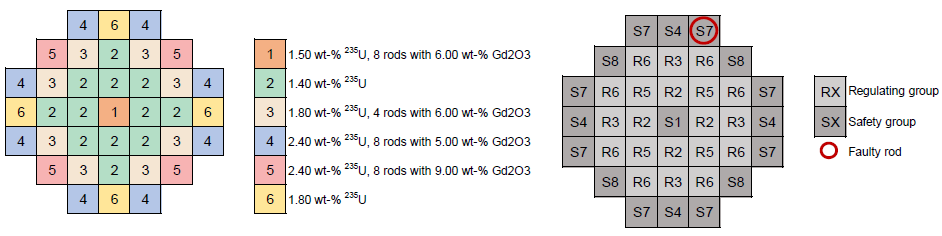 4 6 4
5 3 2 3 5
4 3 2 2 2 3 4
6 2 2 1 2 2 6
4 3 2 2 2 3 4
5 3 2 3 5
4 6 4
1 1.50 wt-% ²³⁵U, 8 rods with 6.00 wt-% Gd2O3
2 1.40 wt-% ²³⁵U
3 1.80 wt-% ²³⁵U, 4 rods with 6.00 wt-% Gd2O3
4 2.40 wt-% ²³⁵U, 8 rods with 5.00 wt-% Gd2O3
5 2.40 wt-% ²³⁵U, 8 rods with 9.00 wt-% Gd2O3
6 1.80 wt-% ²³⁵U
S7 S4 S7
S8 R6 R3 R6 S8
S7 R6 R5 R2 R5 R6 S7
S4 R3 R2 S1 R2 R3 S4
S7 R6 R5 R2 R5 R6 S7
S8 R6 R3 R6 S8
S7 S4 S7
RX Regulating group
SX Safety group
Faulty rod